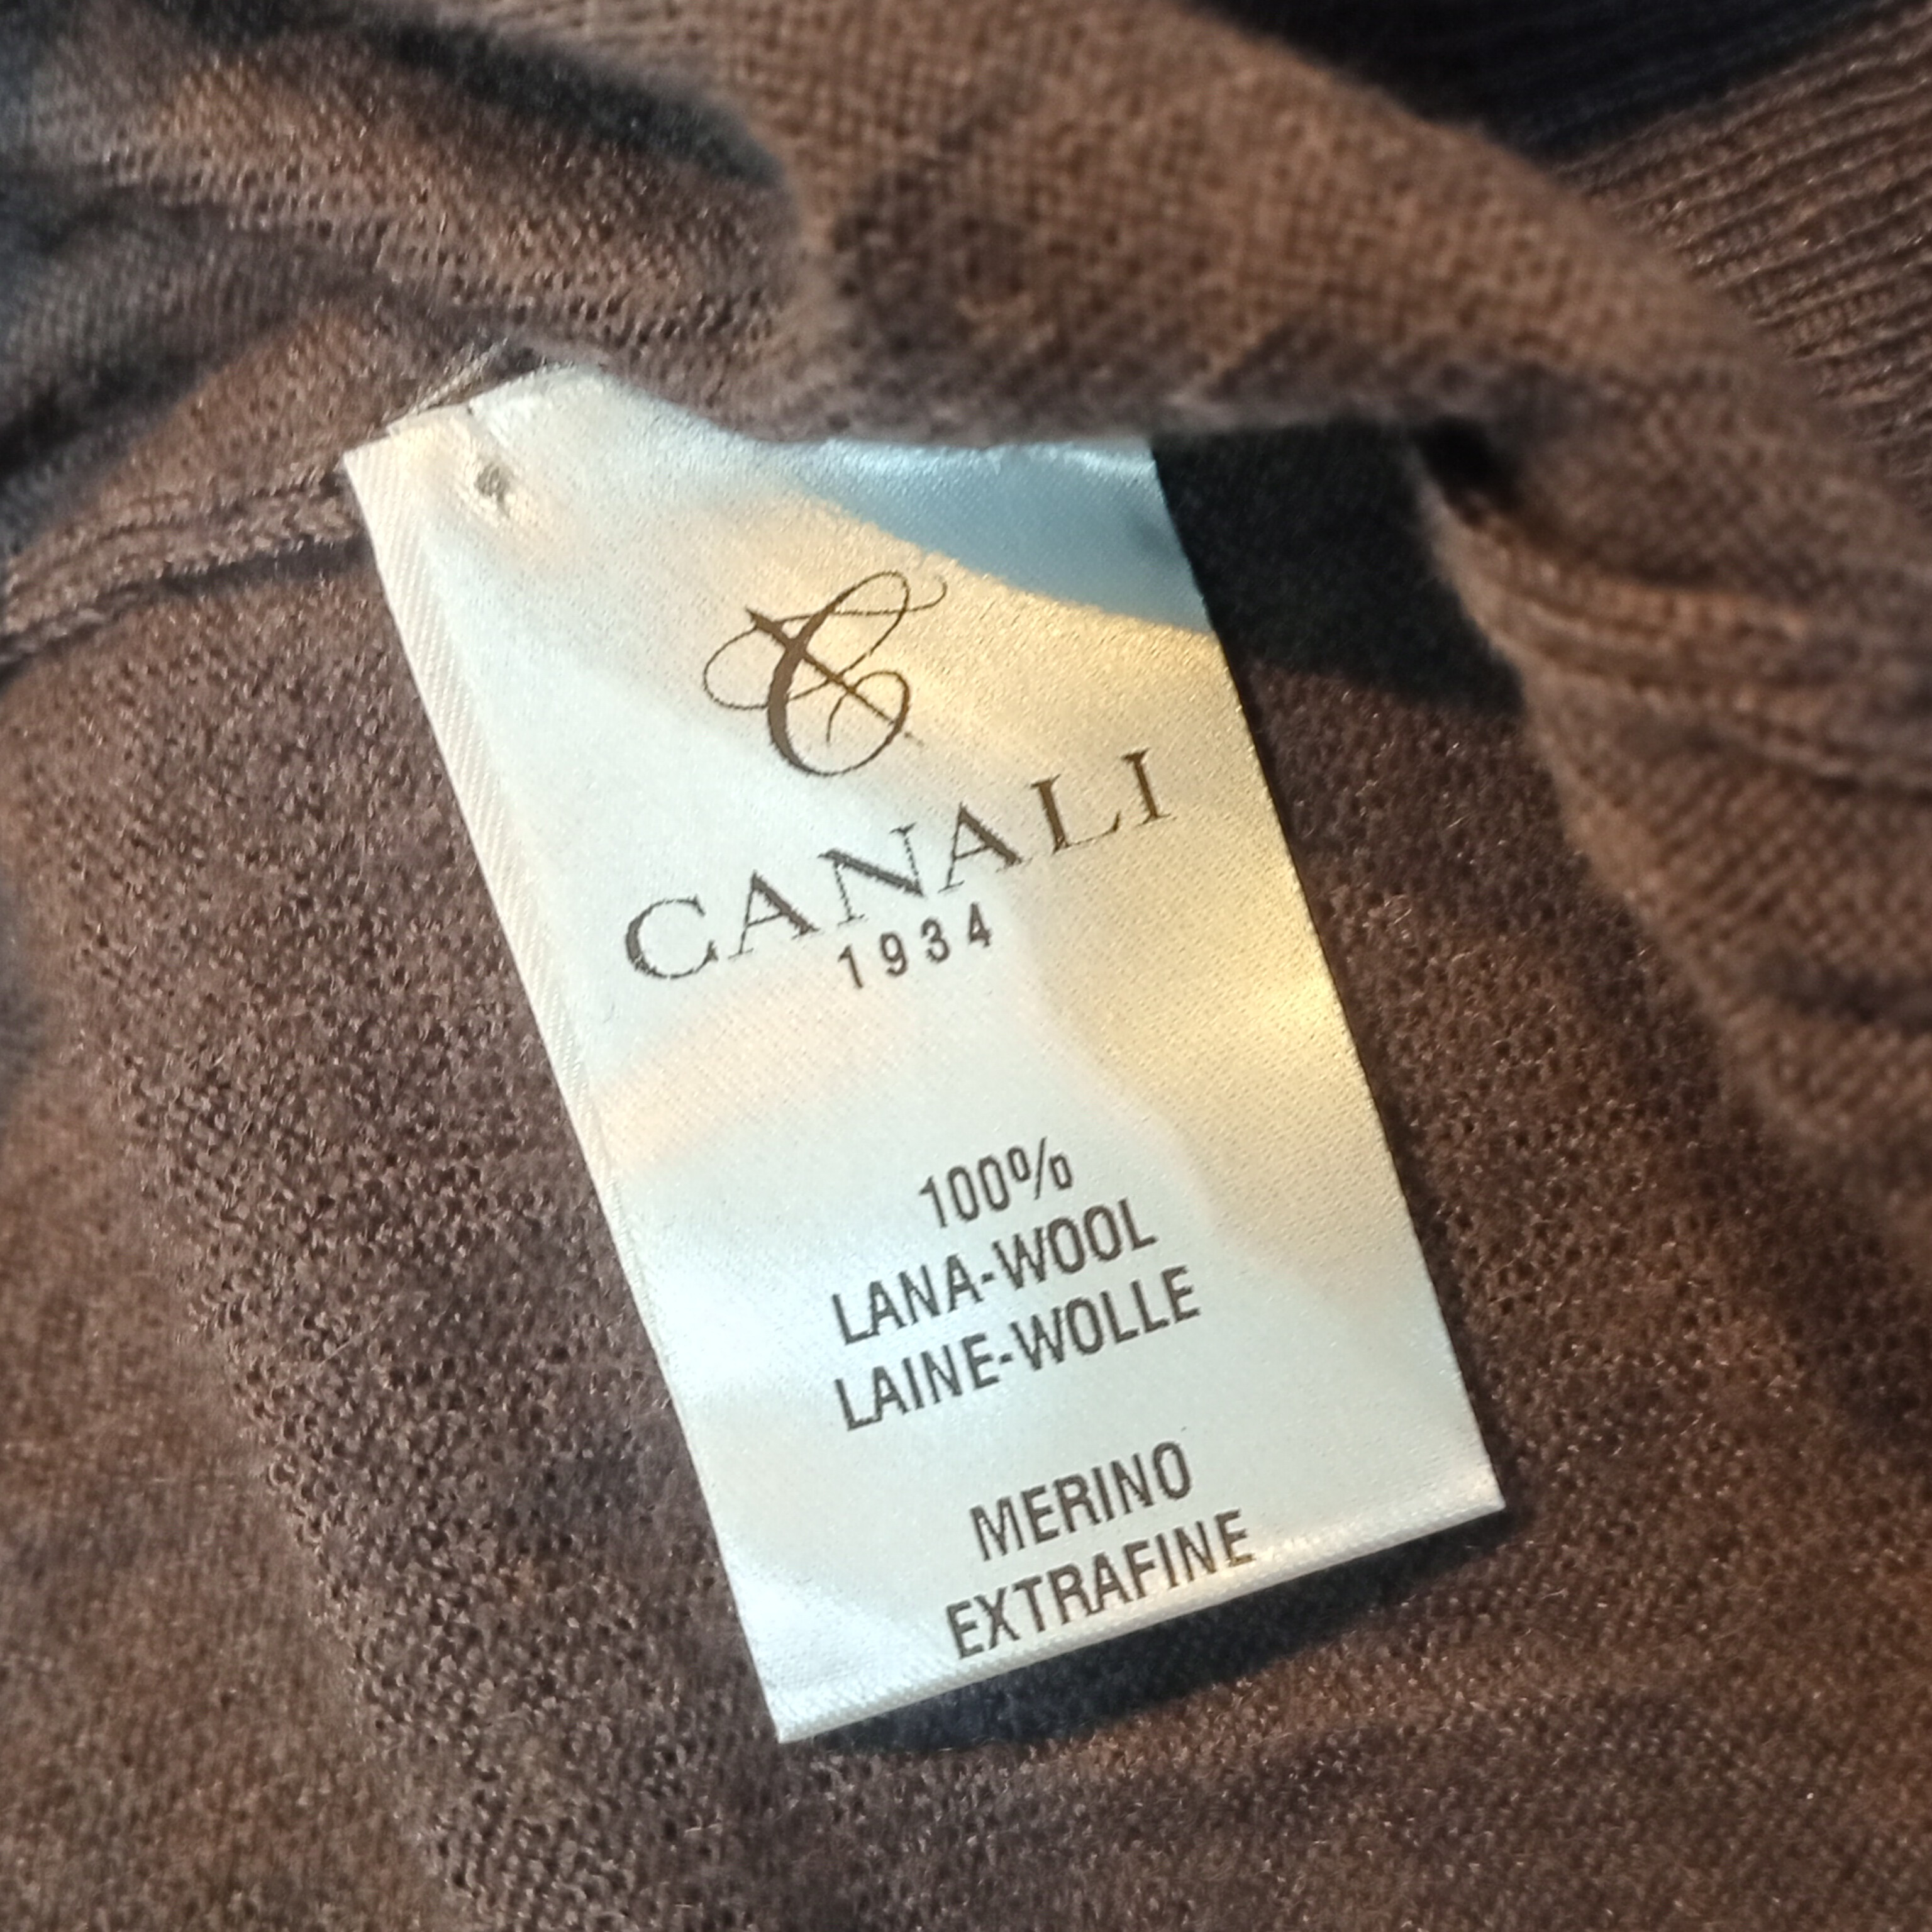 C
CANALI
1934
100%
LANA-WOOL
LAINE-WOLLE
MERINO
EXTRAFINE